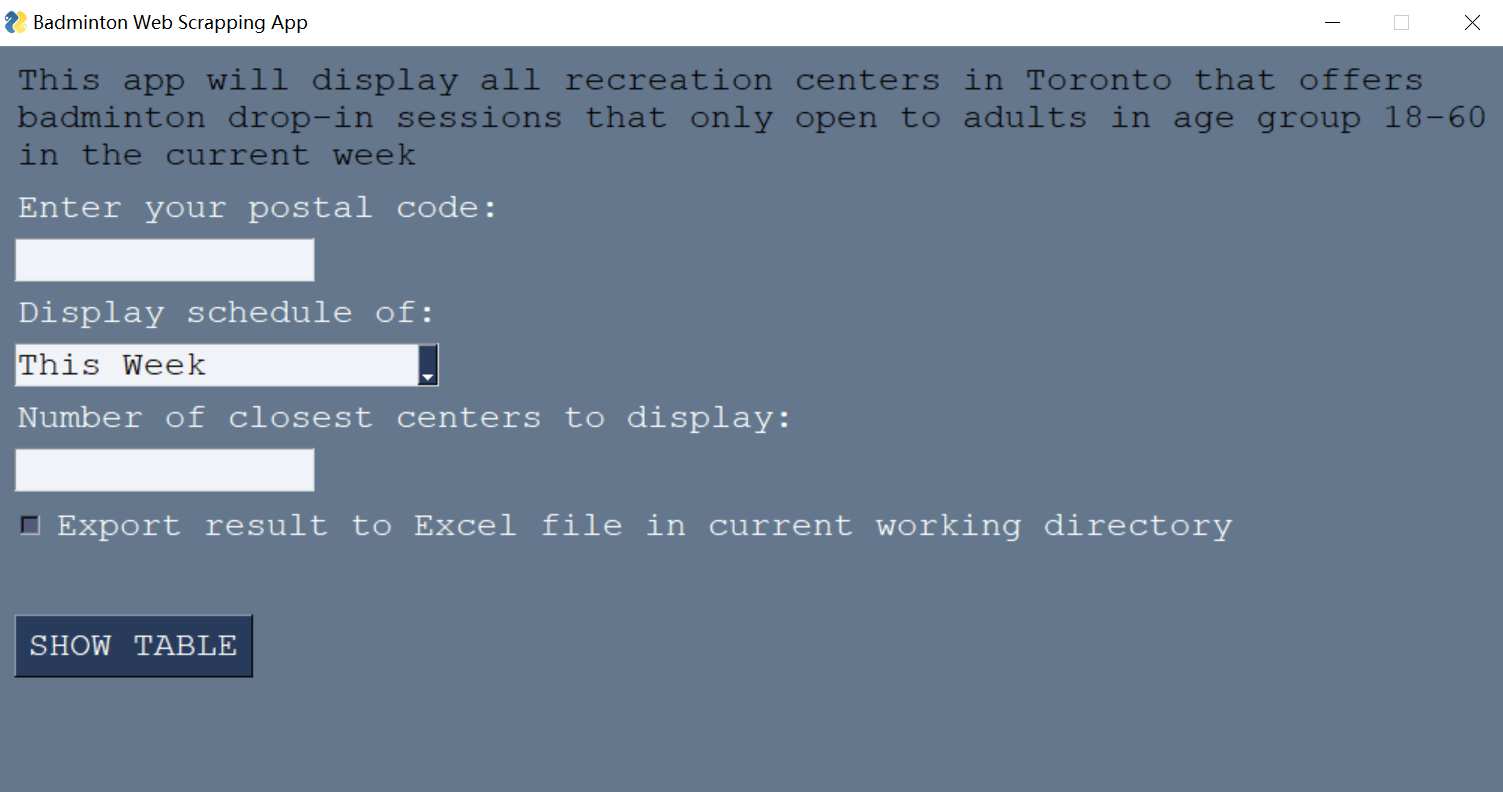 Badminton Web Scrapping App
This app will display all recreation centers in Toronto that offers
badminton drop-in sessions that only open to adults in age group 18-60
in the current week
Enter your postal code:
Display schedule of:
This Week
Number of closest centers to display:
Export result to Excel file in current working directory
SHOW TABLE